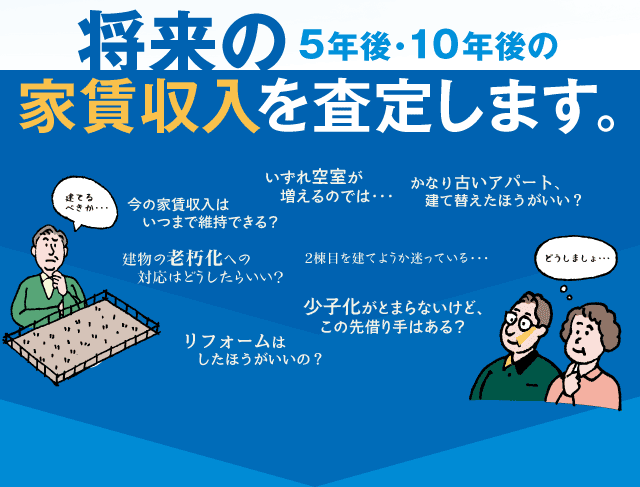 将来の 5年後・10年後の
家賃収入を査定します。
建てる
べきか・・・
今の家賃収入は
いつまで維持できる?
いずれ空室が
増えるのでは・・・
かなり古いアパート、
建て替えたほうがいい？
建物の老朽化への
対応はどうしたらいい?
2棟目を建てようか迷っている・・・
どうしましょ・・・
少子化がとまらないけど、
この先借り手はある?
リフォームは
したほうがいいの？